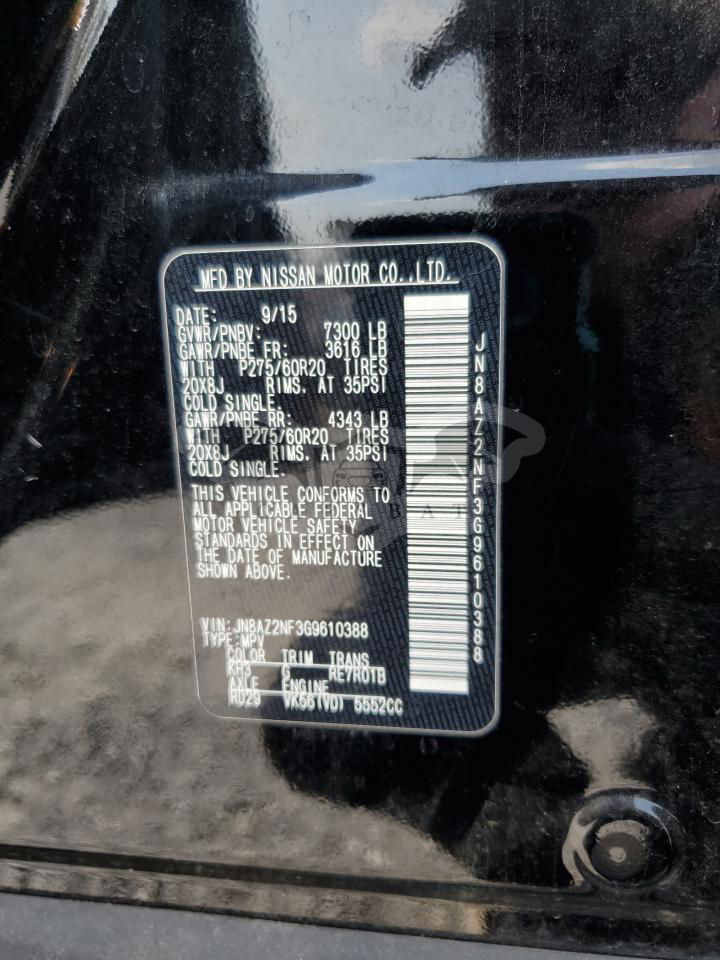 MFD BY NISSAN MOTOR CO.,LTD.
DATE: 9/15
GVWR/PNBV: 7300 LB
GAWR/PNBE FR: 3616 LB
WITH P275/60R20 TIRES
20X8J RIMS. AT 35PSI
COLD SINGLE.
GAWR/PNBE RR: 4343 LB
WITH P275/60R20 TIRES
20X8J RIMS. AT 35PSI
COLD SINGLE.
THIS VEHICLE CONFORMS TO
ALL APPLICABLE FEDERAL
MOTOR VEHICLE SAFETY
STANDARDS IN EFFECT ON
THE DATE OF MANUFACTURE
SHOWN ABOVE.
VIN:JN8AZ2NF3G9610388
TYPE:MPV
COLOR TRIM TRANS
KH3 G RE7R01B
AXLE ENGINE
RD29 VK56(VD) 5552CC
JN8AZ2NF3G9610388